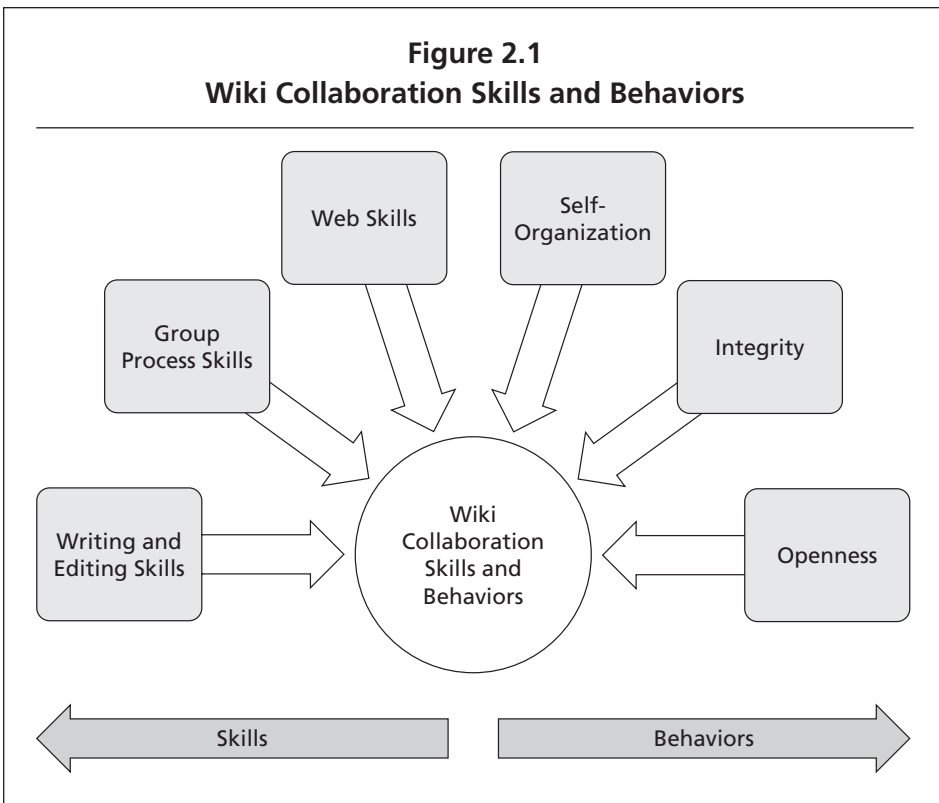 Figure 2.1
Wiki Collaboration Skills and Behaviors
Web Skills
Self-
Organization
Group
Process Skills
Integrity
Writing and
Editing Skills
Wiki
Collaboration
Skills and
Behaviors
Openness
Skills
Behaviors